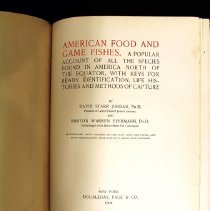 AMERICAN FOOD AND
GAME FISHES. A POPULAR
ACCOUNT OF ALL THE SPECIES
FOUND IN AMERICA NORTH OF
THE EQUATOR, WITH KEYS FOR
READY IDENTIFICATION, LIFE HIS-
TORIES AND METHODS OF CAPTURE
BY
DAVID STARR JORDAN, Ph.D.
AND
BARTON WARREN EVERMANN, Ph.D.
NEW YORK
DOUBLEDAY, PAGE & CO.